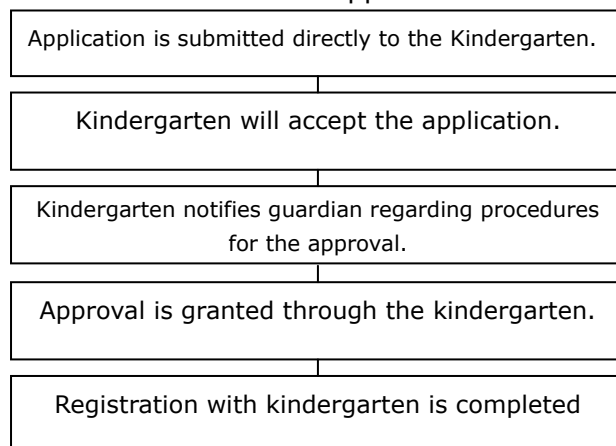 Application is submitted directly to the Kindergarten.
Kindergarten will accept the application.
Kindergarten notifies guardian regarding procedures
for the approval.
Approval is granted through the kindergarten.
Registration with kindergarten is completed